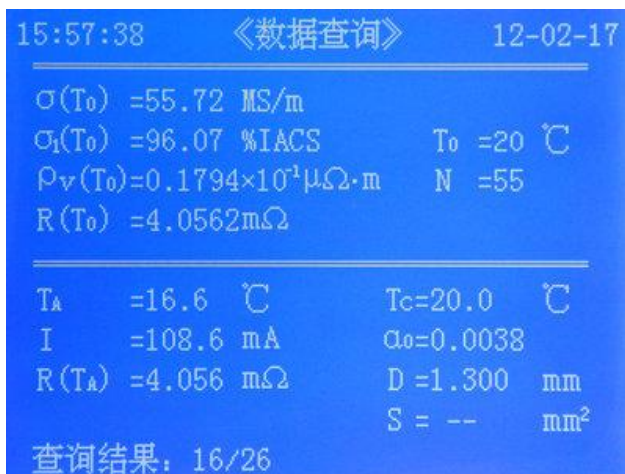 15:57:38 《数据查询》 12-02-17
σ(T₀) =55.72 MS/m
σ₁(T₀) =96.07 %IACS T₀ =20 ℃
ρv(T₀)=0.1794×10⁻¹μΩ·m N =55
R(T₀) =4.0562mΩ
TA =16.6 ℃ Tc=20.0 ℃
I =108.6 mA α₀=0.0038
R(TA) =4.056 mΩ D =1.300 mm
S = -- mm²
查询结果: 16/26